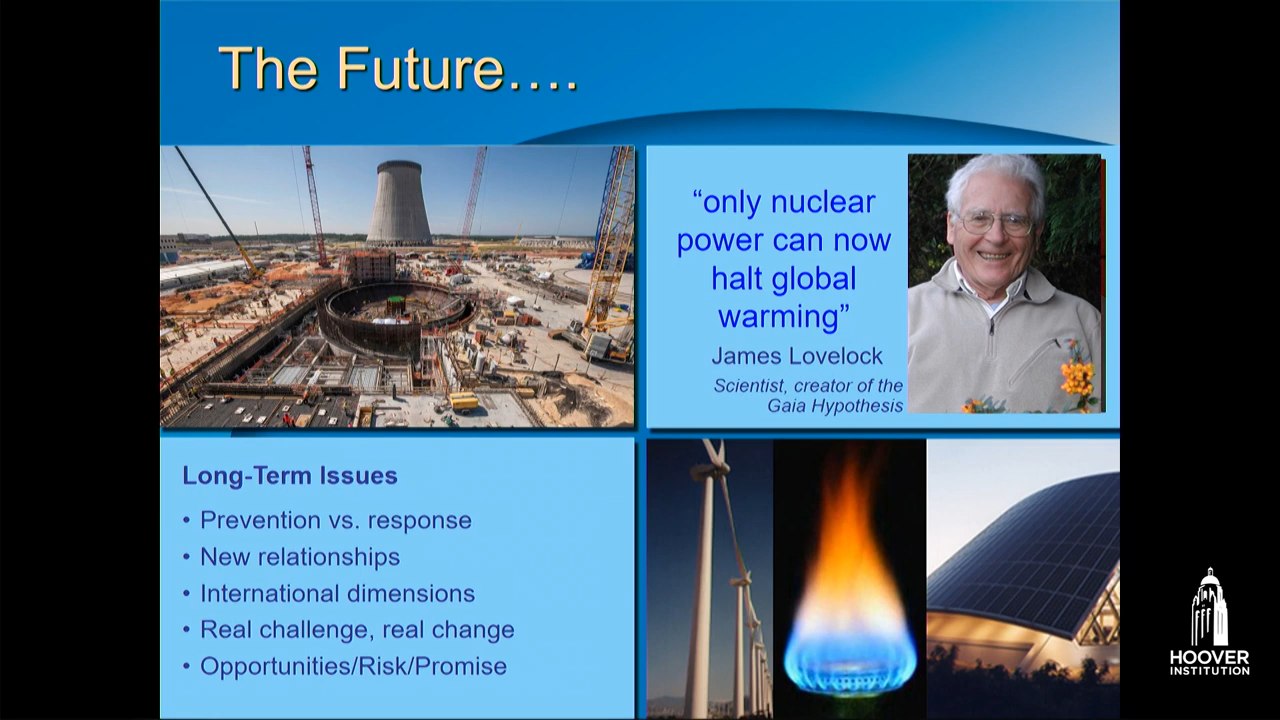 The Future….
“only nuclear
power can now
halt global
warming”
James Lovelock
Scientist, creator of the
Gaia Hypothesis
Long-Term Issues
• Prevention vs. response
• New relationships
• International dimensions
• Real challenge, real change
• Opportunities/Risk/Promise
HOOVER
INSTITUTION